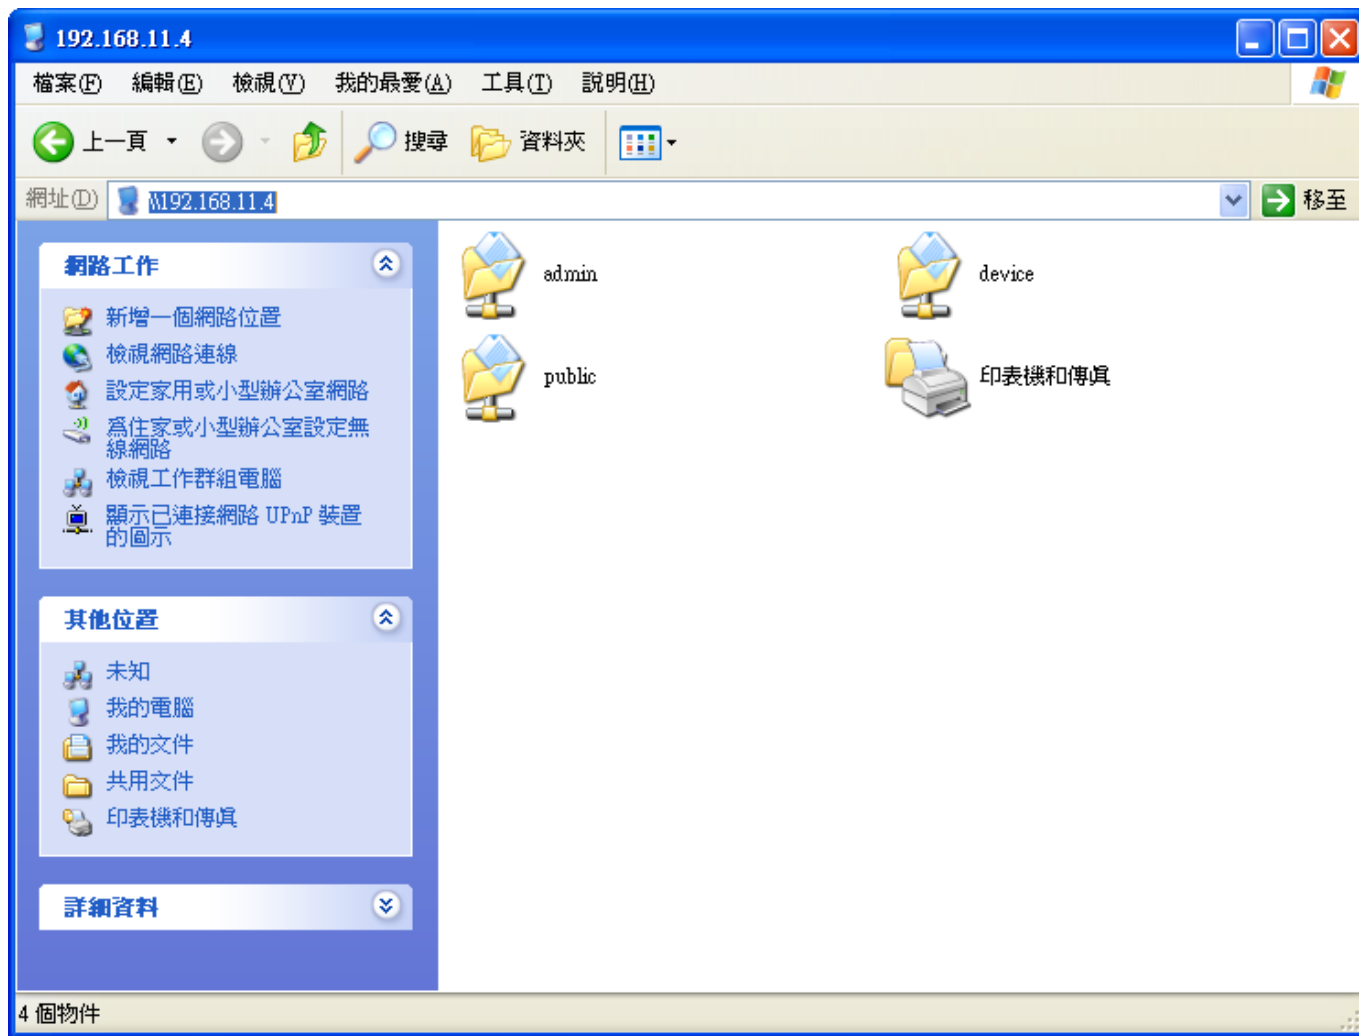 192.168.11.4
檔案(F) 編輯(E) 檢視(V) 我的最愛(A) 工具(T) 說明(H)
上一頁 搜尋 資料夾
網址(D) \\192.168.11.4 移至
網路工作
新增一個網路位置
檢視網路連線
設定家用或小型辦公室網路
為住家或小型辦公室設定無
線網路
檢視工作群組電腦
顯示已連接網路 UPnP 裝置
的圖示
其他位置
未知
我的電腦
我的文件
共用文件
印表機和傳真
詳細資料
admin device
public 印表機和傳真
4 個物件